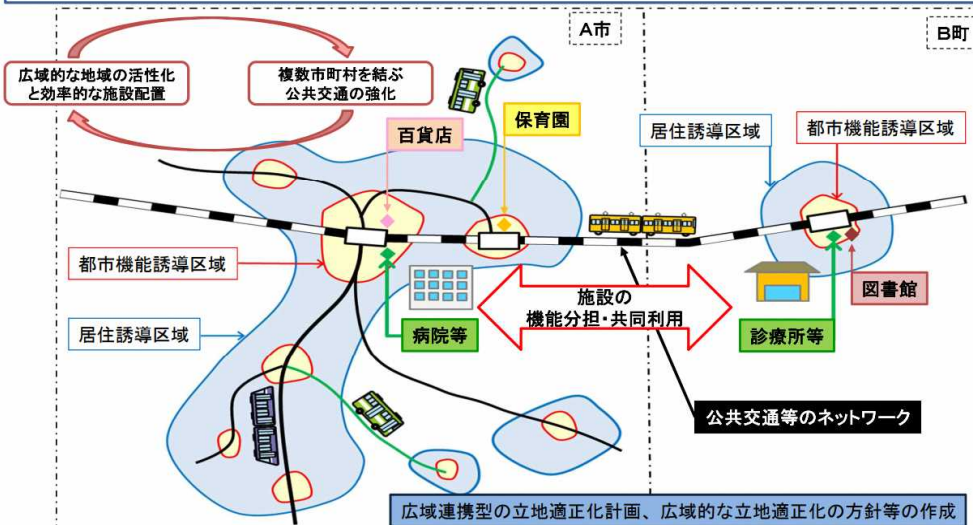 A市
B町
広域的な地域の活性化
と効率的な施設配置
複数市町村を結ぶ
公共交通の強化
百貨店
保育園
居住誘導区域
都市機能誘導区域
都市機能誘導区域
居住誘導区域
病院等
施設の
機能分担・共同利用
診療所等
図書館
公共交通等のネットワーク
広域連携型の立地適正化計画、広域的な立地適正化の方針等の作成